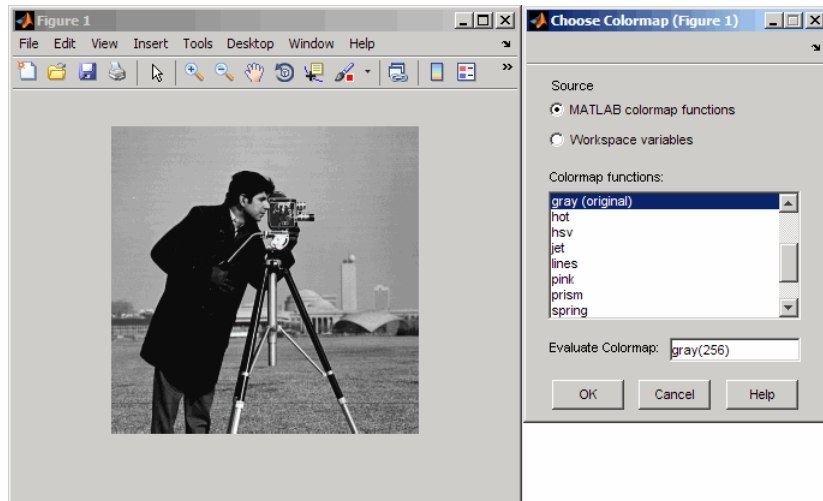 Figure 1
File Edit View Insert Tools Desktop Window Help
Choose Colormap (Figure 1)
Source
MATLAB colormap functions
Workspace variables
Colormap functions:
gray (original)
hot
hsv
jet
lines
pink
prism
spring
Evaluate Colormap: gray(256)
OK Cancel Help